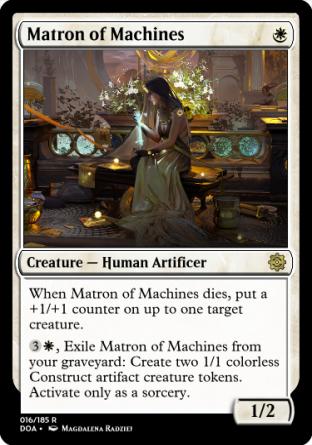 Matron of Machines
Creature — Human Artificer
When Matron of Machines dies, put a
+1/+1 counter on up to one target
creature.
3, Exile Matron of Machines from
your graveyard: Create two 1/1 colorless
Construct artifact creature tokens.
Activate only as a sorcery.
1/2
016/185 R
DOA • Magdalena Radziej